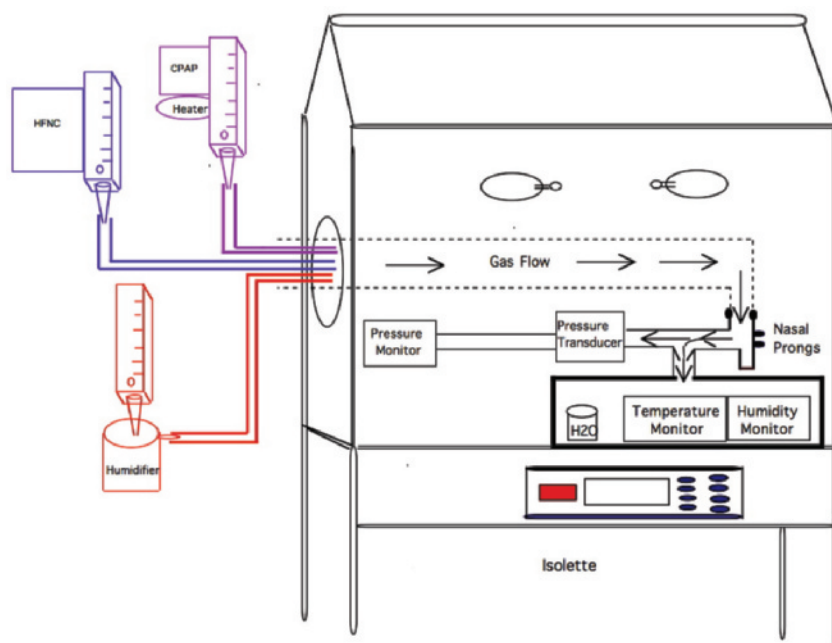 CPAP
Heater
HFNC
Gas Flow
Pressure
Monitor
Pressure
Transducer
Nasal
Prongs
H2O
Temperature
Monitor
Humidity
Monitor
Humidifier
Isolette